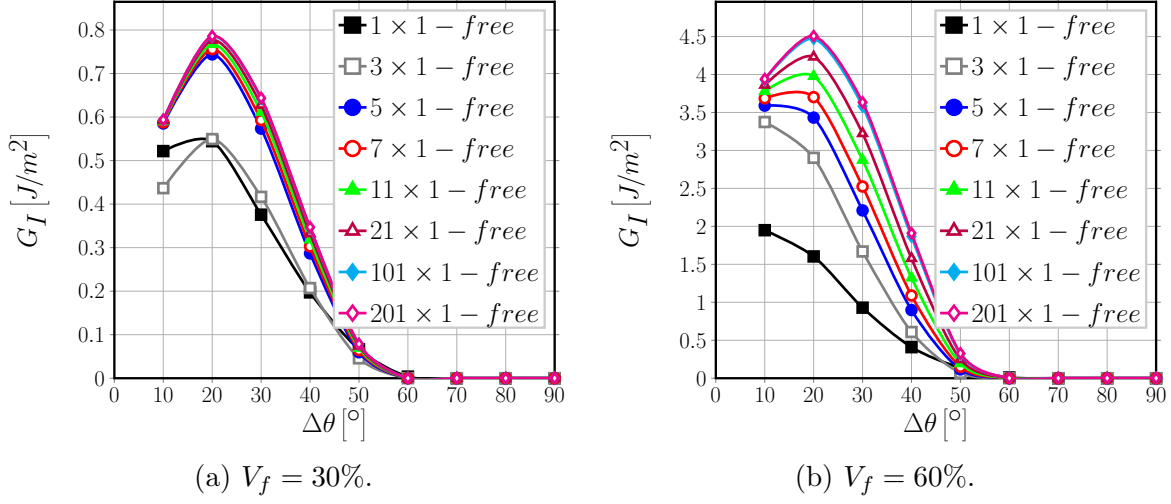 0.8
0.7
0.6
0.5
0.4
0.3
0.2
0.1
0
G_I [J/m²]
0 10 20 30 40 50 60 70 80 90
Δθ [°]
1 × 1 − free
3 × 1 − free
5 × 1 − free
7 × 1 − free
11 × 1 − free
21 × 1 − free
101 × 1 − free
201 × 1 − free
(a) V_f = 30%.
4.5
4
3.5
3
2.5
2
1.5
1
0.5
0
G_I [J/m²]
0 10 20 30 40 50 60 70 80 90
Δθ [°]
1 × 1 − free
3 × 1 − free
5 × 1 − free
7 × 1 − free
11 × 1 − free
21 × 1 − free
101 × 1 − free
201 × 1 − free
(b) V_f = 60%.